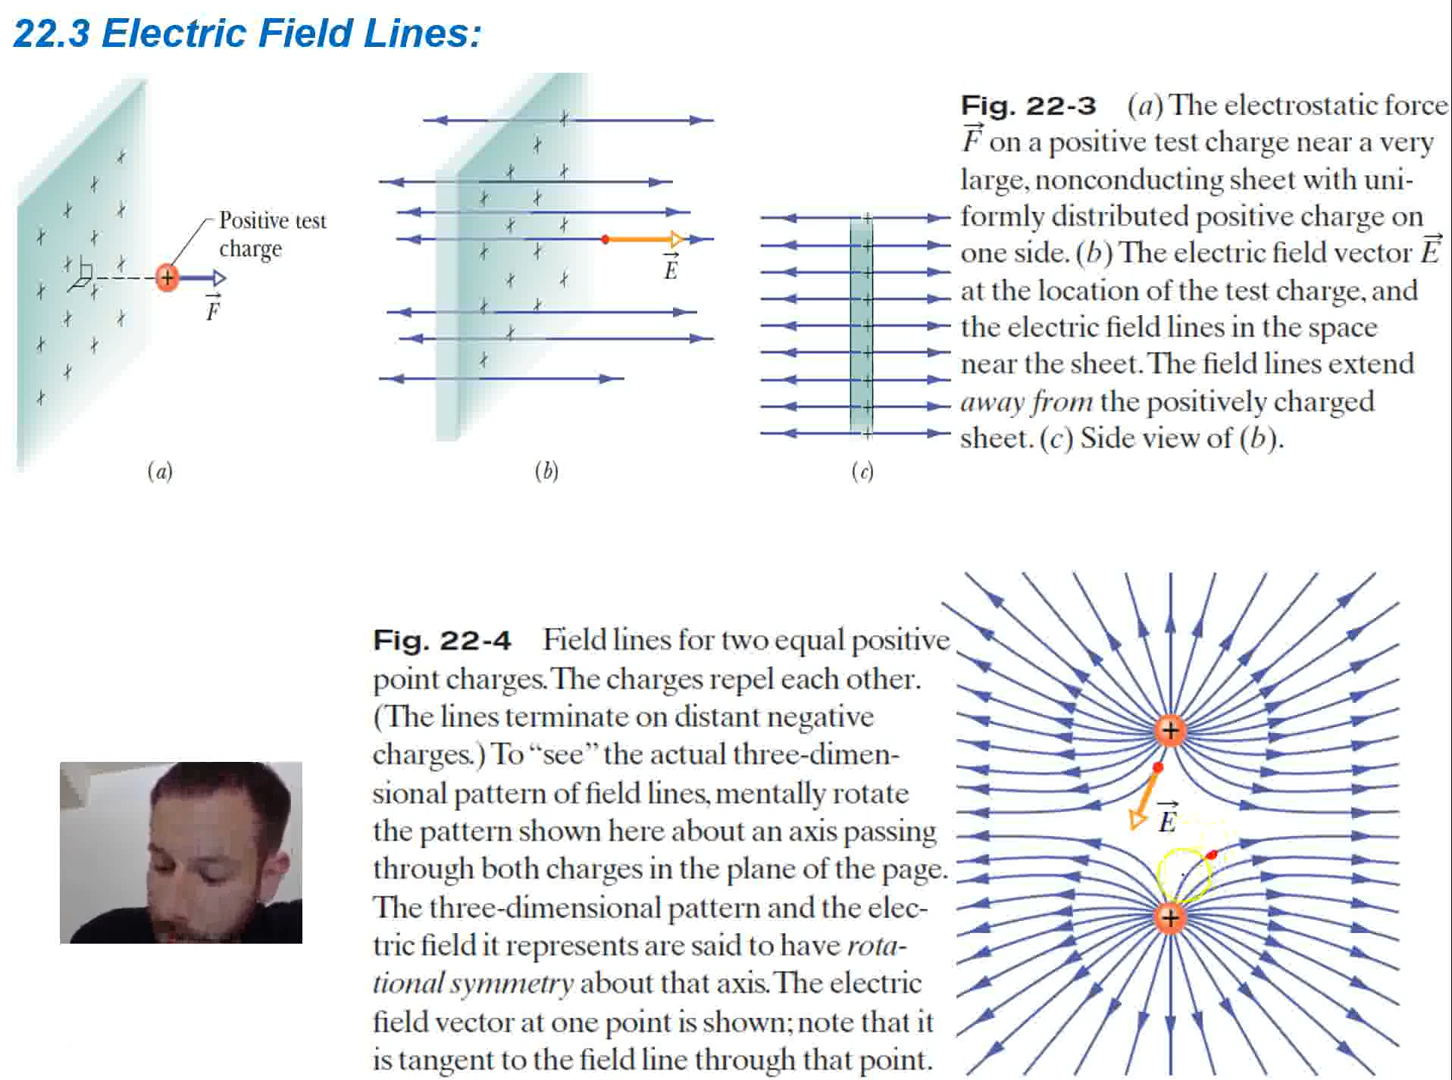 22.3 Electric Field Lines:
Positive test
charge
F
(a)
E
(b)
(c)
Fig. 22-3 (a) The electrostatic force
F on a positive test charge near a very
large, nonconducting sheet with uni-
formly distributed positive charge on
one side. (b) The electric field vector E
at the location of the test charge, and
the electric field lines in the space
near the sheet. The field lines extend
away from the positively charged
sheet. (c) Side view of (b).
Fig. 22-4 Field lines for two equal positive
point charges. The charges repel each other.
(The lines terminate on distant negative
charges.) To “see” the actual three-dimen-
sional pattern of field lines, mentally rotate
the pattern shown here about an axis passing
through both charges in the plane of the page.
The three-dimensional pattern and the elec-
tric field it represents are said to have rota-
tional symmetry about that axis. The electric
field vector at one point is shown; note that it
is tangent to the field line through that point.
+
E
+